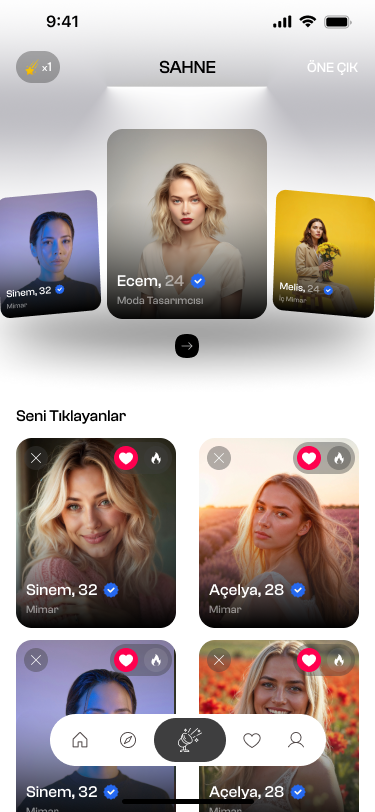 9:41
x1
SAHNE
ÖNE ÇIK
Sinem, 32
Mimar
Ecem, 24
Moda Tasarımcısı
Melis, 24
İç Mimar
Seni Tıklayanlar
Sinem, 32
Mimar
Açelya, 28
Mimar
Sinem, 32
Mimar
Açelya, 28
Mimar